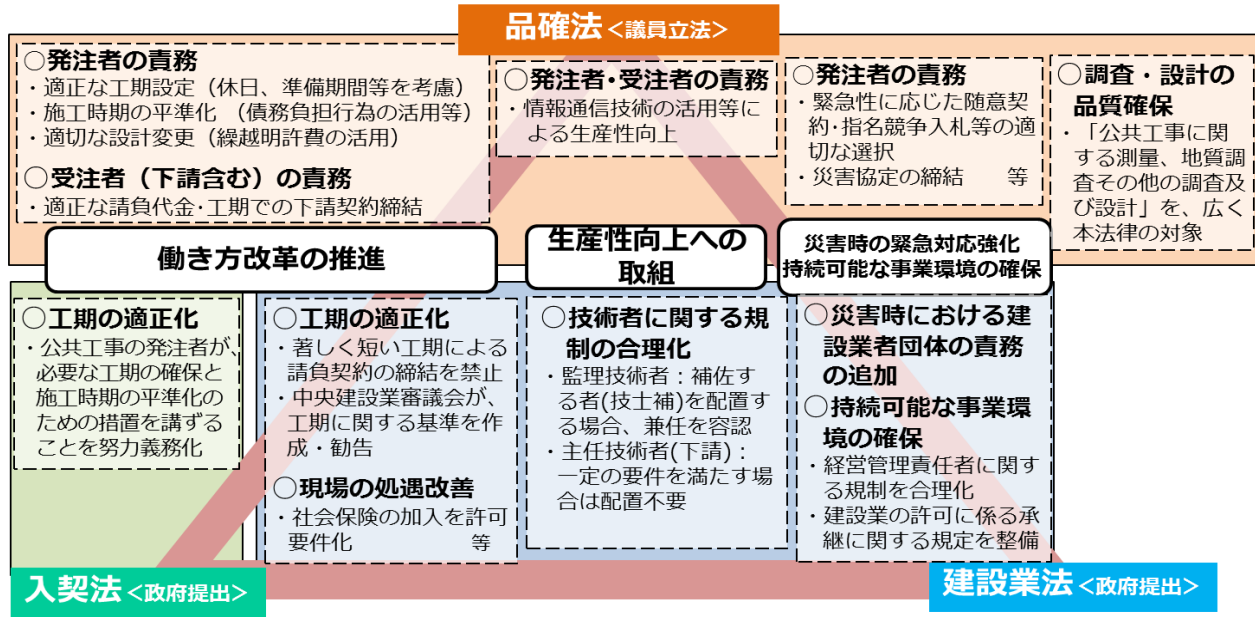 品確法<議員立法>
○発注者の責務
・適正な工期設定（休日、準備期間等を考慮）
・施工時期の平準化 （債務負担行為の活用等）
・適切な設計変更（繰越明許費の活用）
○受注者（下請含む）の責務
・適正な請負代金･工期での下請契約締結
○発注者･受注者の責務
・情報通信技術の活用等に
よる生産性向上
○発注者の責務
・緊急性に応じた随意契
約･指名競争入札等の適
切な選択
・災害協定の締結 等
○調査・設計の
品質確保
・「公共工事に関
する測量、地質調
査その他の調査及
び設計」を、広く
本法律の対象
働き方改革の推進
生産性向上への
取組
災害時の緊急対応強化
持続可能な事業環境の確保
○工期の適正化
・公共工事の発注者が、
必要な工期の確保と
施工時期の平準化の
ための措置を講ずる
ことを努力義務化
○工期の適正化
・著しく短い工期による
請負契約の締結を禁止
・中央建設業審議会が、
工期に関する基準を作
成・勧告
○現場の処遇改善
・社会保険の加入を許可
要件化 等
○技術者に関する規
制の合理化
・監理技術者：補佐す
る者(技士補)を配置す
る場合、兼任を容認
・主任技術者(下請)：
一定の要件を満たす場
合は配置不要
○災害時における建
設業者団体の責務
の追加
○持続可能な事業環
境の確保
・経営管理責任者に関す
る規制を合理化
・建設業の許可に係る承
継に関する規定を整備
入契法<政府提出>
建設業法<政府提出>